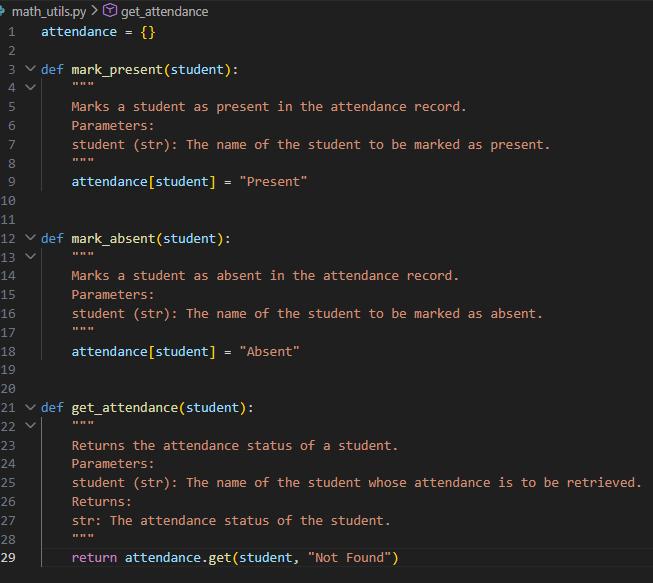 math_utils.py > get_attendance
1 attendance = {}
2
3 def mark_present(student):
4     """
5     Marks a student as present in the attendance record.
6     Parameters:
7     student (str): The name of the student to be marked as present.
8     """
9     attendance[student] = "Present"
10
11
12 def mark_absent(student):
13     """
14     Marks a student as absent in the attendance record.
15     Parameters:
16     student (str): The name of the student to be marked as absent.
17     """
18     attendance[student] = "Absent"
19
20
21 def get_attendance(student):
22     """
23     Returns the attendance status of a student.
24     Parameters:
25     student (str): The name of the student whose attendance is to be retrieved.
26     Returns:
27     str: The attendance status of the student.
28     """
29     return attendance.get(student, "Not Found")